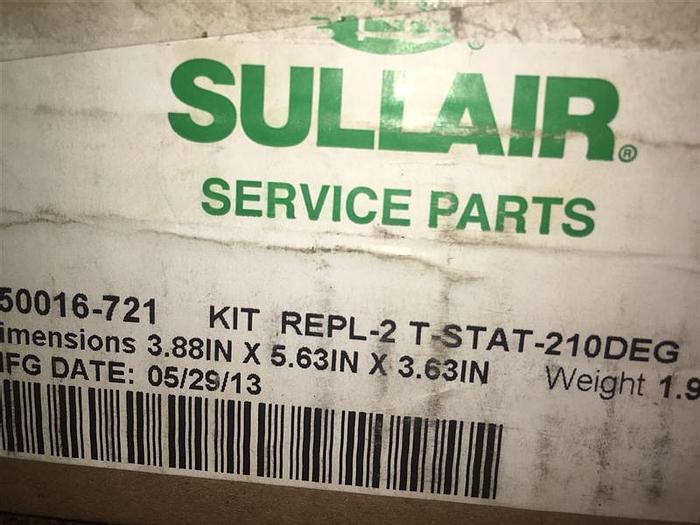 SULLAIR®
SERVICE PARTS
50016-721 KIT REPL-2 T-STAT-210DEG
imensions 3.88IN X 5.63IN X 3.63IN Weight 1.9
FG DATE: 05/29/13